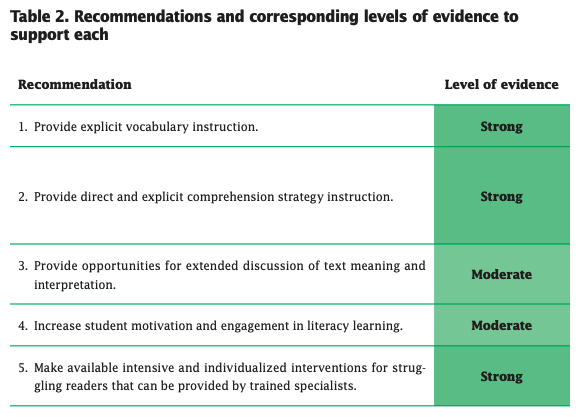 Table 2. Recommendations and corresponding levels of evidence to
support each
Recommendation Level of evidence
1. Provide explicit vocabulary instruction. Strong
2. Provide direct and explicit comprehension strategy instruction. Strong
3. Provide opportunities for extended discussion of text meaning and
interpretation. Moderate
4. Increase student motivation and engagement in literacy learning. Moderate
5. Make available intensive and individualized interventions for strug-
gling readers that can be provided by trained specialists. Strong